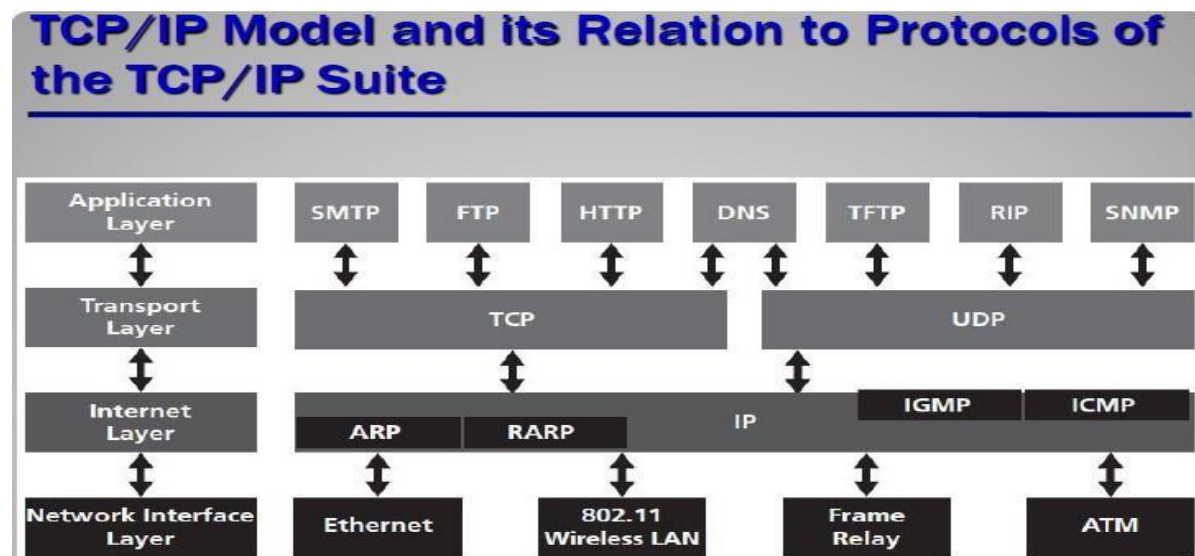 TCP/IP Model and its Relation to Protocols of
the TCP/IP Suite
Application
Layer
SMTP
FTP
HTTP
DNS
TFTP
RIP
SNMP
Transport
Layer
TCP
UDP
Internet
Layer
ARP
RARP
IP
IGMP
ICMP
Network Interface
Layer
Ethernet
802.11
Wireless LAN
Frame
Relay
ATM